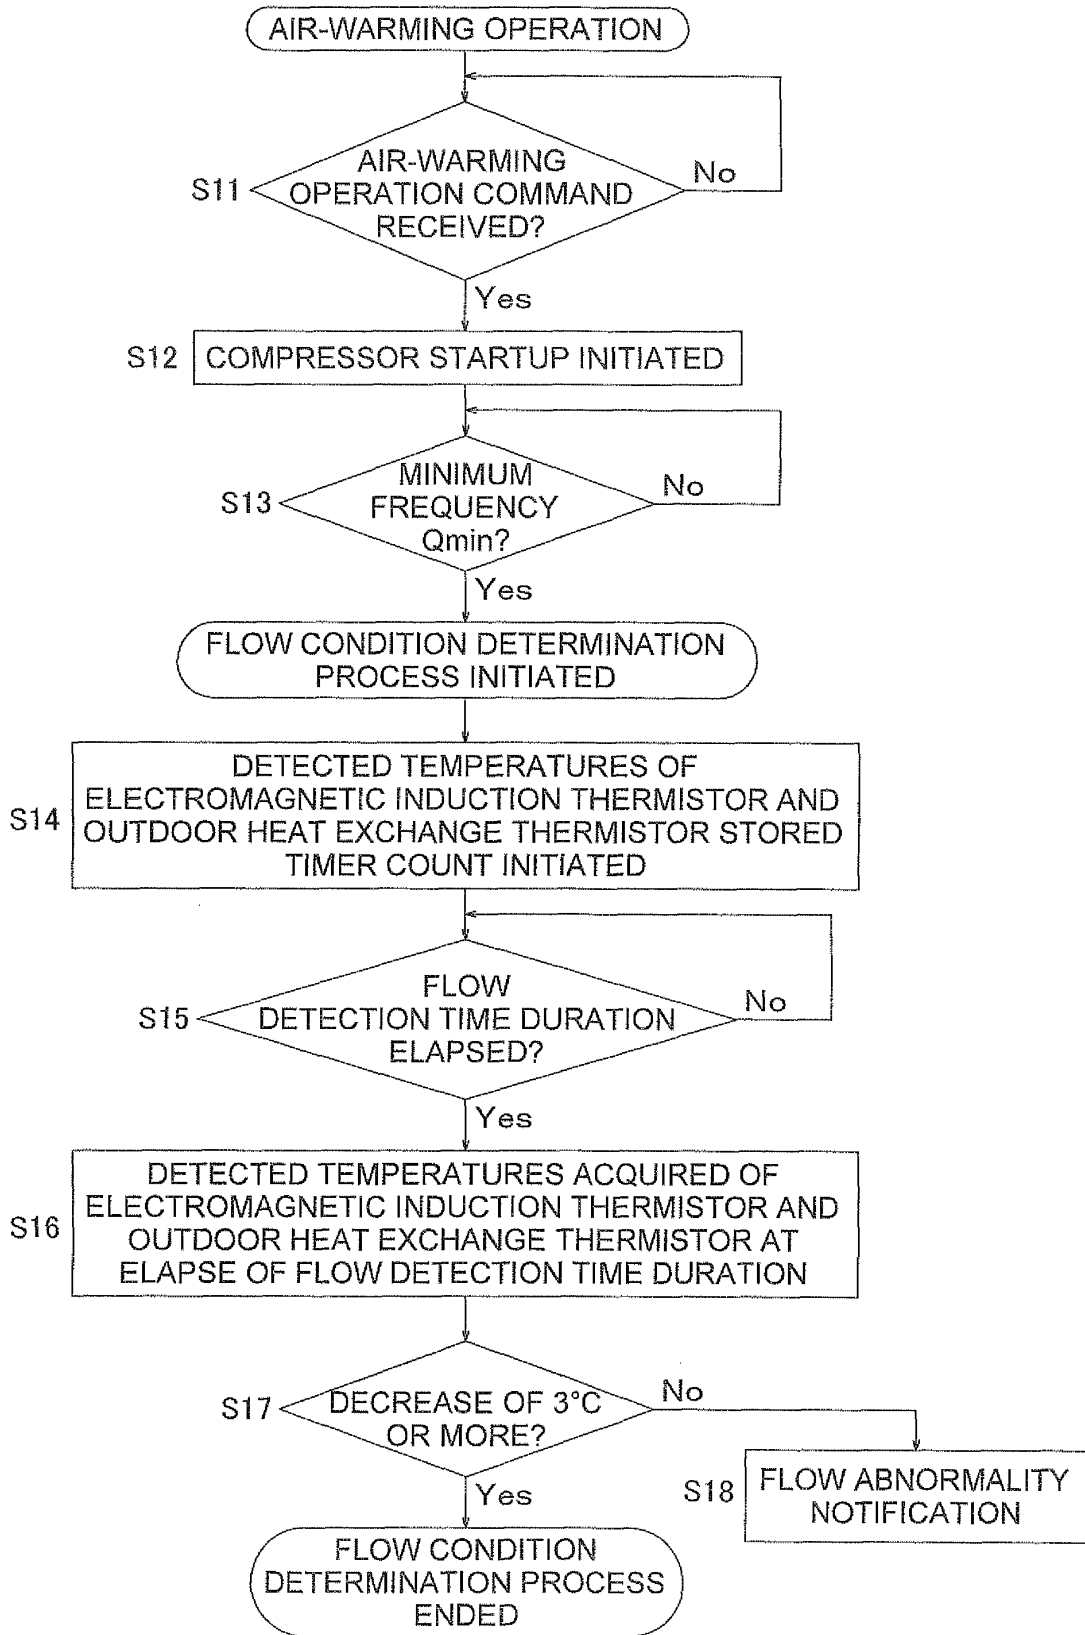 AIR-WARMING OPERATION
S11
AIR-WARMING
OPERATION COMMAND
RECEIVED?
No
Yes
S12
COMPRESSOR STARTUP INITIATED
S13
MINIMUM
FREQUENCY
Qmin?
No
Yes
FLOW CONDITION DETERMINATION
PROCESS INITIATED
S14
DETECTED TEMPERATURES OF
ELECTROMAGNETIC INDUCTION THERMISTOR AND
OUTDOOR HEAT EXCHANGE THERMISTOR STORED
TIMER COUNT INITIATED
S15
FLOW
DETECTION TIME DURATION
ELAPSED?
No
Yes
S16
DETECTED TEMPERATURES ACQUIRED OF
ELECTROMAGNETIC INDUCTION THERMISTOR AND
OUTDOOR HEAT EXCHANGE THERMISTOR AT
ELAPSE OF FLOW DETECTION TIME DURATION
S17
DECREASE OF 3°C
OR MORE?
No
Yes
S18
FLOW ABNORMALITY
NOTIFICATION
FLOW CONDITION
DETERMINATION PROCESS
ENDED